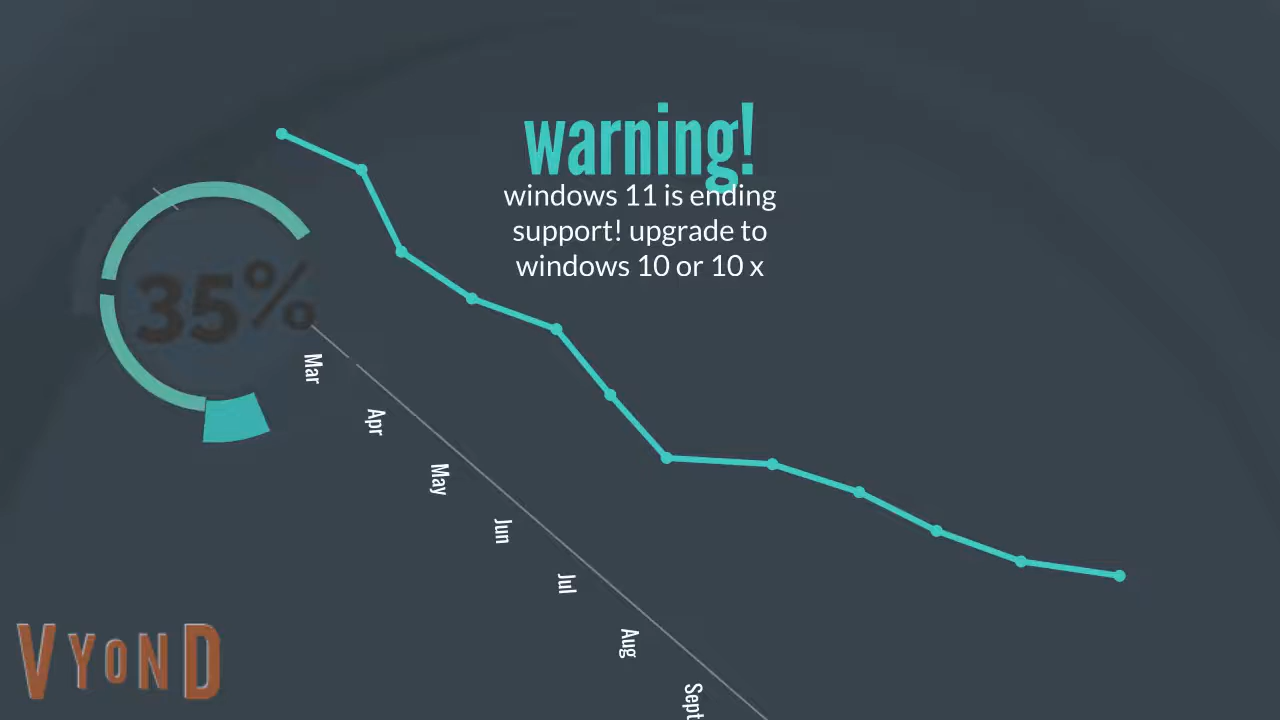 warning!
windows 11 is ending
support! upgrade to
windows 10 or 10 x
35%
Mar
Apr
May
Jun
Jul
Aug
Sept
VYOND